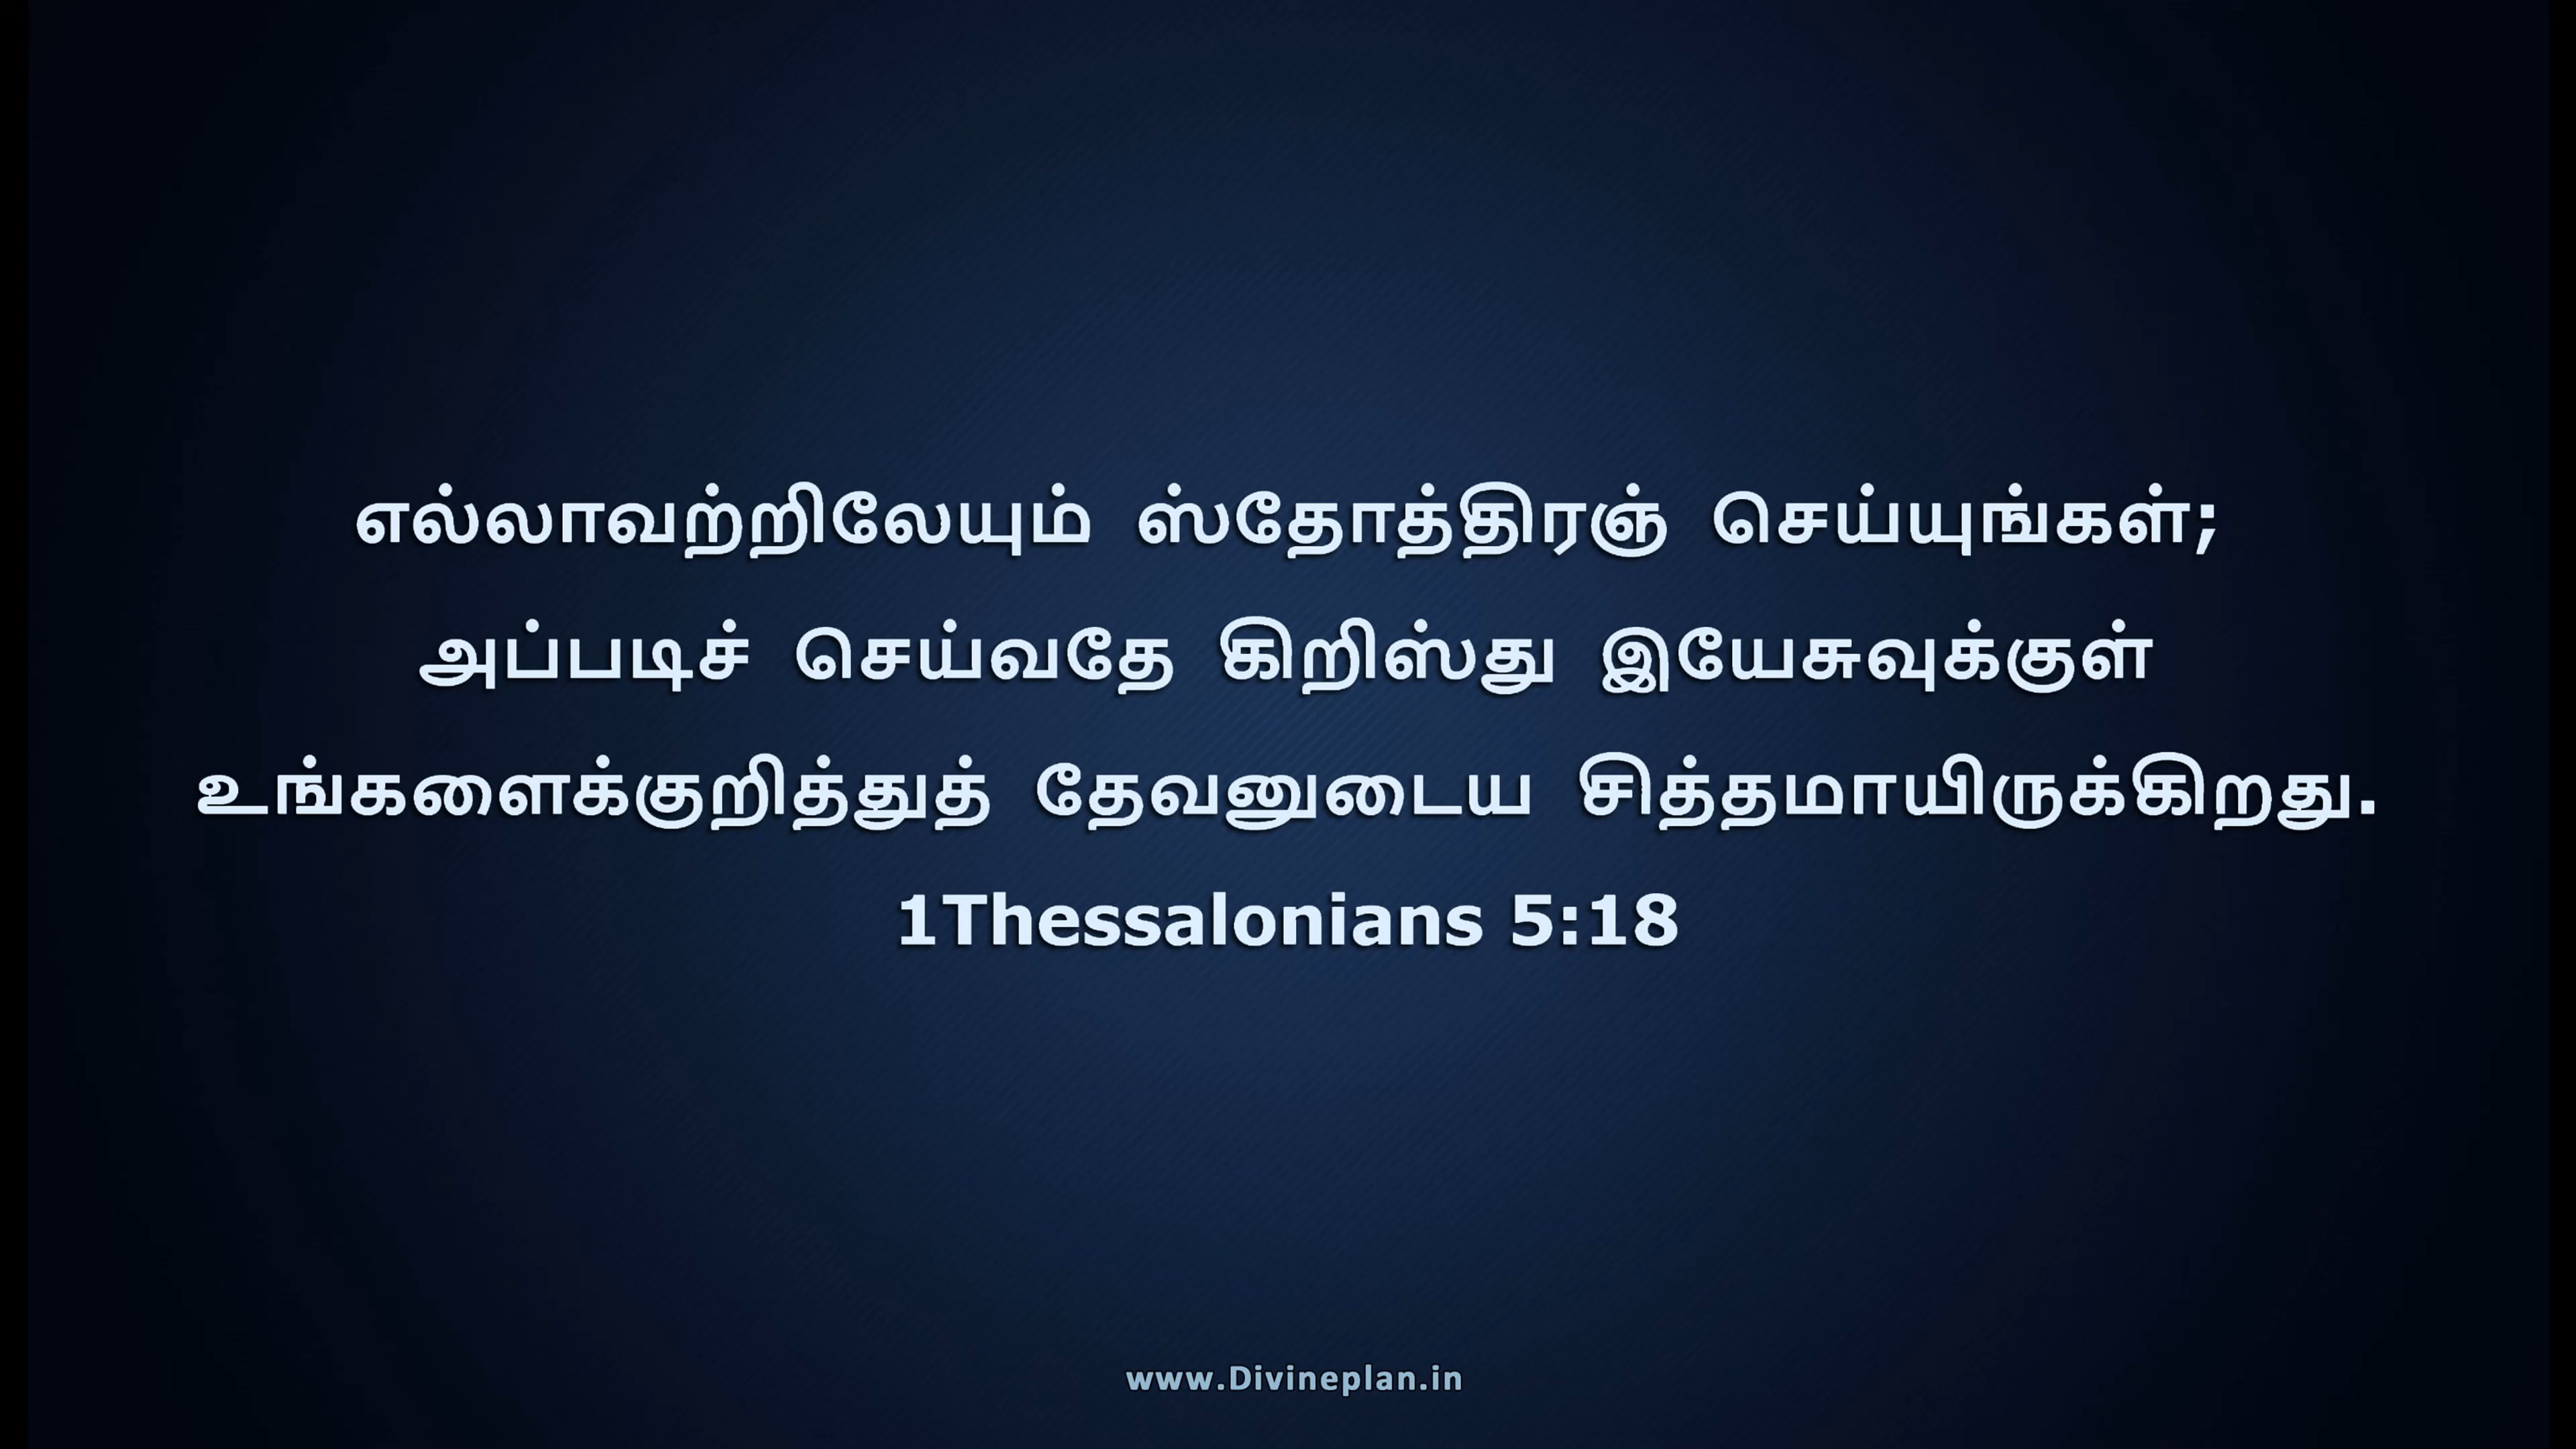 எல்லாவற்றிலேயும் ஸ்தோத்திரஞ் செய்யுங்கள்;
அப்படிச் செய்வதே கிறிஸ்து இயேசுவுக்குள்
உங்களைக்குறித்துத் தேவனுடைய சித்தமாயிருக்கிறது.
1Thessalonians 5:18
www.Divineplan.in